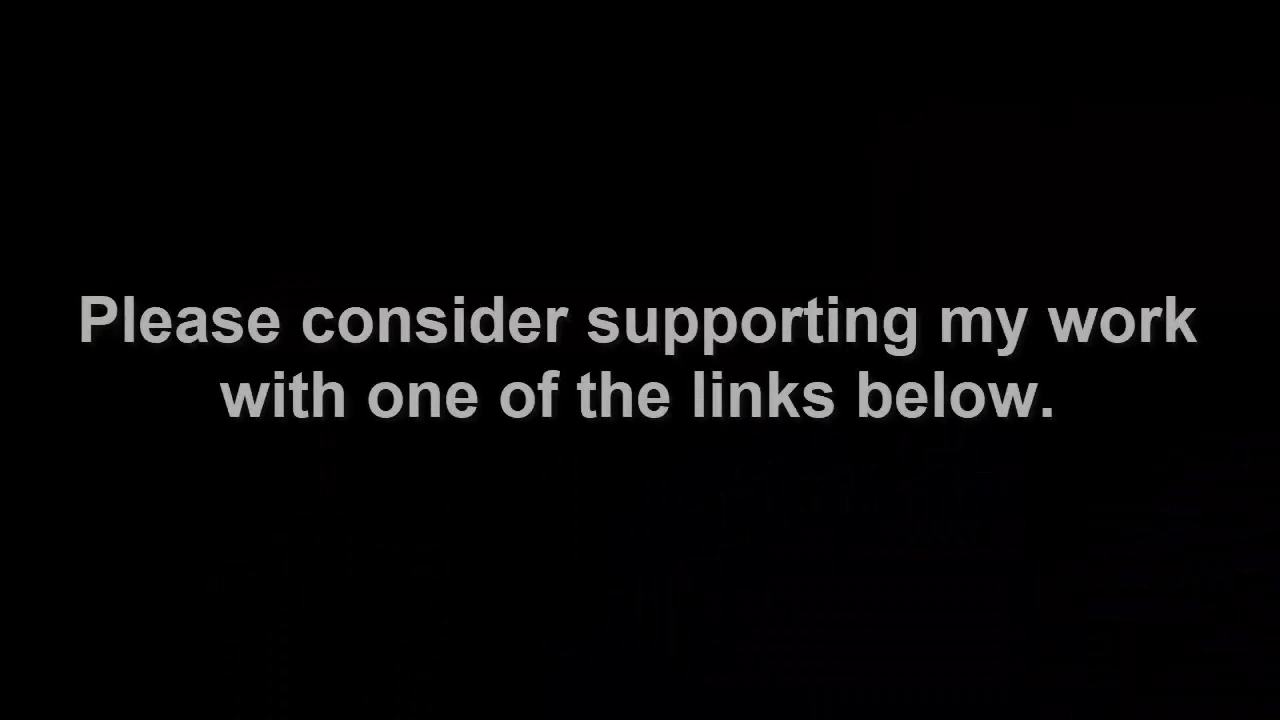 Please consider supporting my work
with one of the links below.